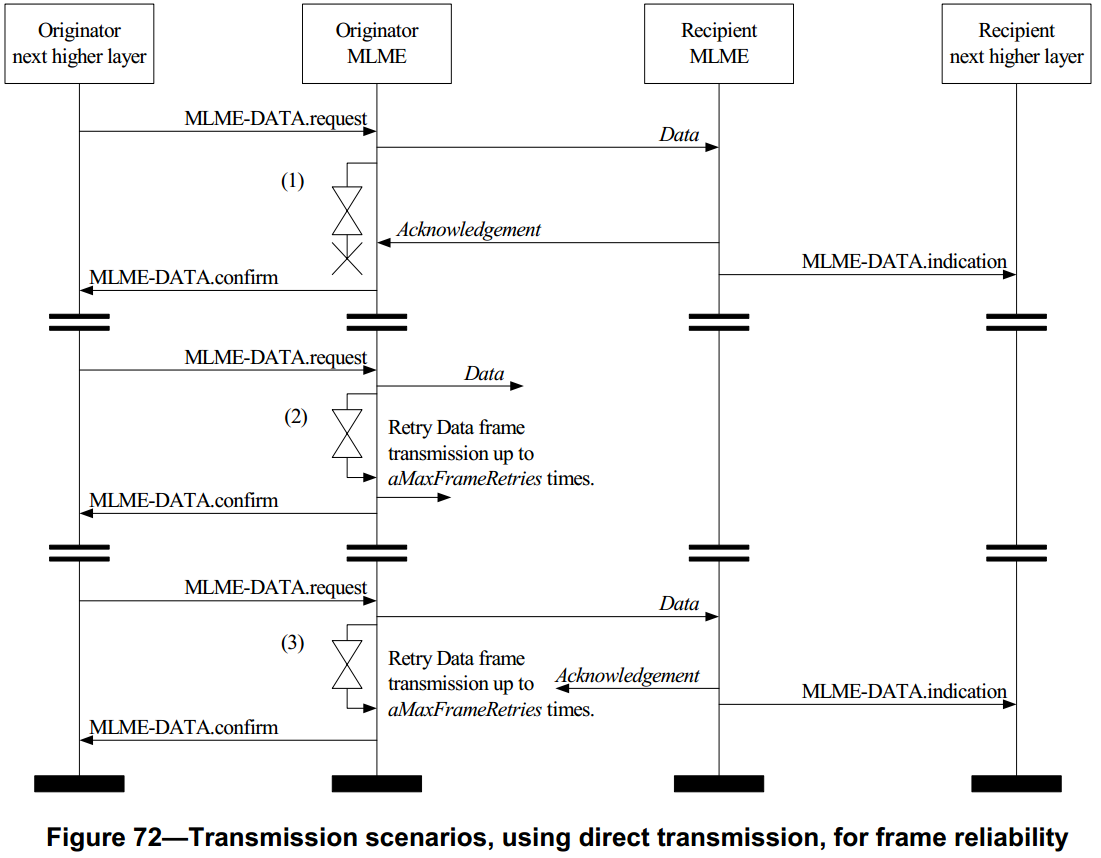 Originator
next higher layer
Originator
MLME
Recipient
MLME
Recipient
next higher layer
MLME-DATA.request
Data
(1)
Acknowledgement
MLME-DATA.indication
MLME-DATA.confirm
MLME-DATA.request
Data
(2)
Retry Data frame
transmission up to
aMaxFrameRetries times.
MLME-DATA.confirm
MLME-DATA.request
Data
(3)
Retry Data frame
transmission up to
aMaxFrameRetries times.
Acknowledgement
MLME-DATA.indication
MLME-DATA.confirm
Figure 72—Transmission scenarios, using direct transmission, for frame reliability